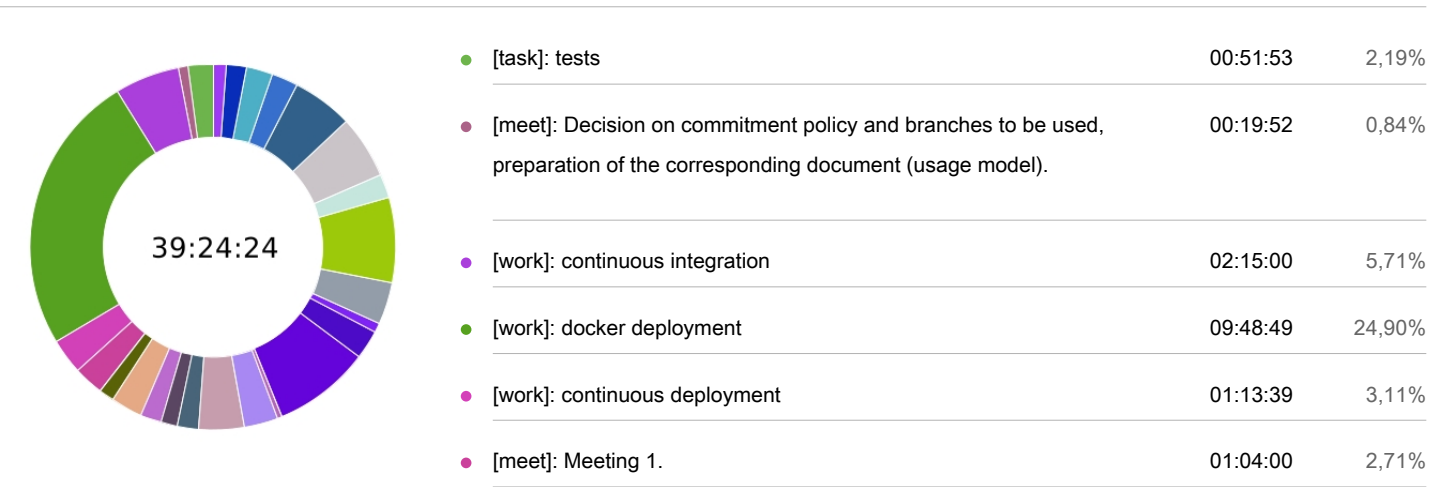 39:24:24
[task]: tests 00:51:53 2,19%
[meet]: Decision on commitment policy and branches to be used, 00:19:52 0,84%
preparation of the corresponding document (usage model).
[work]: continuous integration 02:15:00 5,71%
[work]: docker deployment 09:48:49 24,90%
[work]: continuous deployment 01:13:39 3,11%
[meet]: Meeting 1. 01:04:00 2,71%